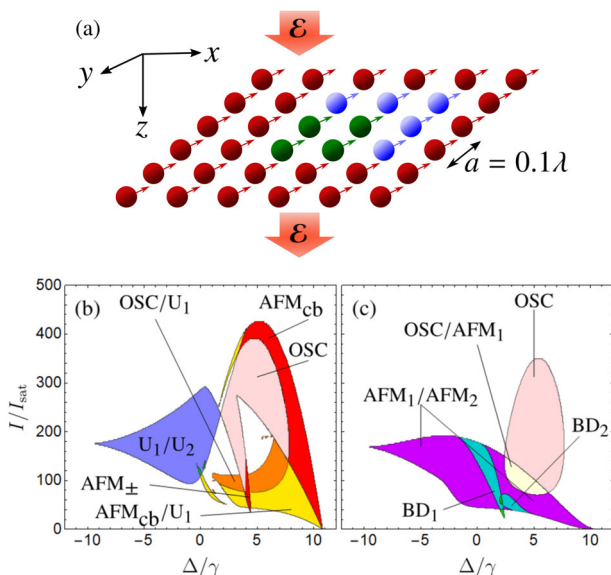 (a)
ε
x
y
z
a = 0.1λ
ε
(b)
OSC/U₁
AFM_cb
OSC
U₁/U₂
AFM±
AFM_cb/U₁
I/I_sat
500
400
300
200
100
0
−10
−5
0
5
10
Δ/γ
(c)
OSC
OSC/AFM₁
AFM₁/AFM₂
BD₂
BD₁
−10
−5
0
5
10
Δ/γ